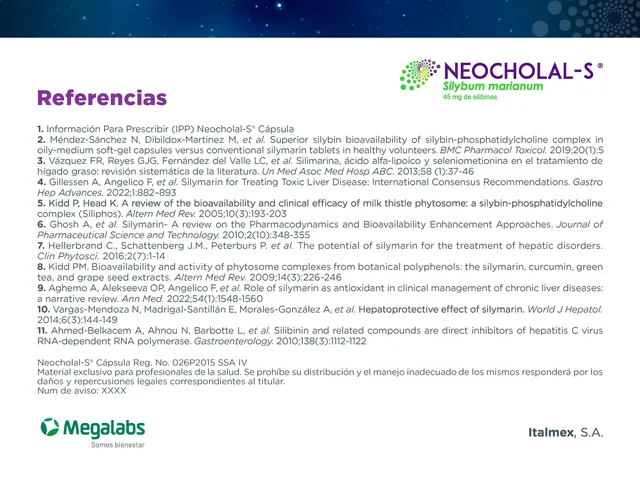 NEOCHOLAL-S®
Silybum marianum
45 mg de silibinas
Referencias
1. Información Para Prescribir (IPP) Neocholal-S® Cápsula
2. Méndez-Sánchez N, Dibildox-Martinez M, et al. Superior silybin bioavailability of silybin-phosphatidylcholine complex in
oily-medium soft-gel capsules versus conventional silymarin tablets in healthy volunteers. BMC Pharmacol Toxicol. 2019;20(1):5
3. Vázquez FR, Reyes GJG, Fernández del Valle LC, et al. Silimarina, ácido alfa-lipoico y seleniometionina en el tratamiento de
hígado graso: revisión sistemática de la literatura. Un Med Asoc Med Hosp ABC. 2013;58 (1):37-46
4. Gillessen A, Angelico F, et al. Silymarin for Treating Toxic Liver Disease: International Consensus Recommendations. Gastro
Hep Advances. 2022;1:882-893
5. Kidd P, Head K. A review of the bioavailability and clinical efficacy of milk thistle phytosome: a silybin-phosphatidylcholine
complex (Siliphos). Altern Med Rev. 2005;10(3):193-203
6. Ghosh A, et al. Silymarin- A review on the Pharmacodynamics and Bioavailability Enhancement Approaches. Journal of
Pharmaceutical Science and Technology. 2010;2(10):348-355
7. Hellerbrand C., Schattenberg J.M., Peterburs P. et al. The potential of silymarin for the treatment of hepatic disorders.
Clin Phytosci. 2016;2(7):1-14
8. Kidd PM. Bioavailability and activity of phytosome complexes from botanical polyphenols: the silymarin, curcumin, green
tea, and grape seed extracts. Altern Med Rev. 2009;14(3):226-246
9. Aghemo A, Alekseeva OP, Angelico F, et al. Role of silymarin as antioxidant in clinical management of chronic liver diseases:
a narrative review. Ann Med. 2022;54(1):1548-1560
10. Vargas-Mendoza N, Madrigal-Santillán E, Morales-González A, et al. Hepatoprotective effect of silymarin. World J Hepatol.
2014;6(3):144-149
11. Ahmed-Belkacem A, Ahnou N, Barbotte L, et al. Silibinin and related compounds are direct inhibitors of hepatitis C virus
RNA-dependent RNA polymerase. Gastroenterology. 2010;138(3):1112-1122
Neocholal-S® Cápsula Reg. No. 026P2015 SSA IV
Material exclusivo para profesionales de la salud. Se prohíbe su distribución y el manejo inadecuado de los mismos responderá por los
daños y repercusiones legales correspondientes al titular.
Num de aviso: XXXX
Megalabs
Somos bienestar
Italmex, S.A.